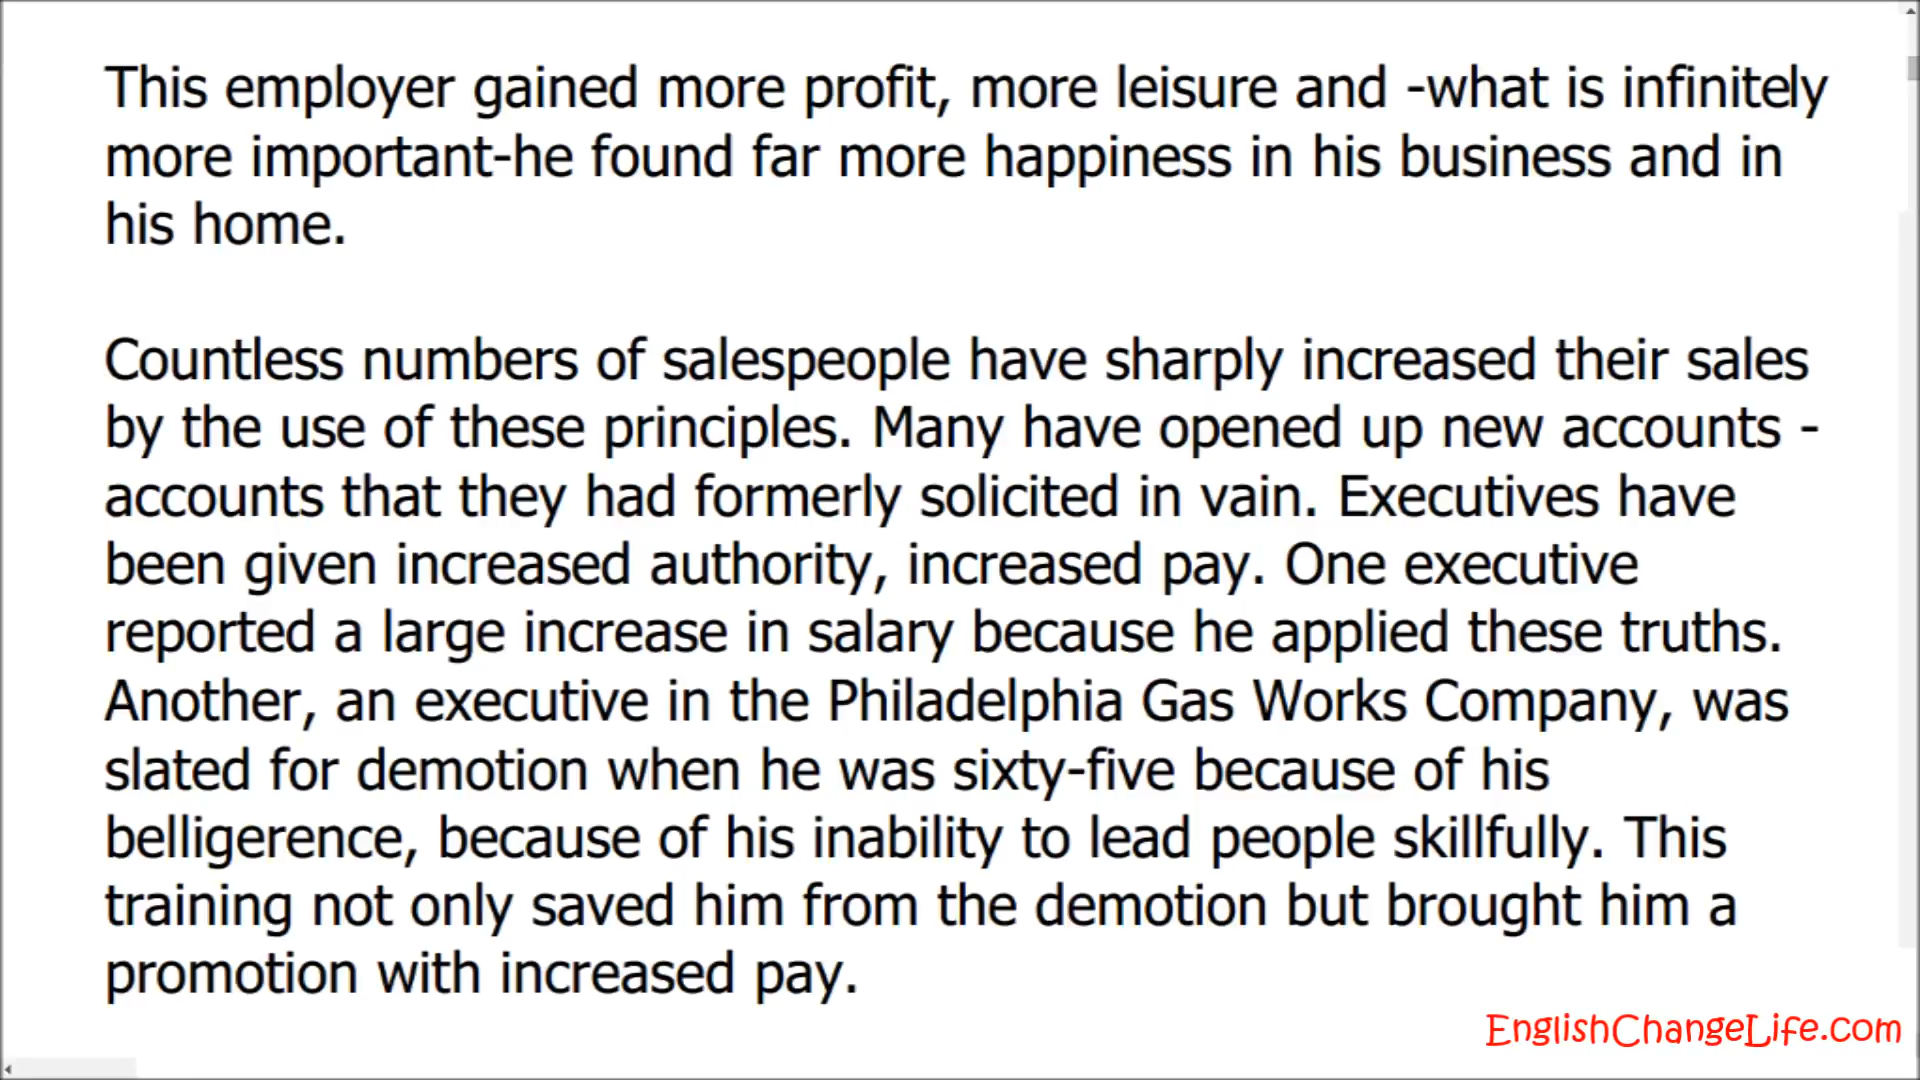 This employer gained more profit, more leisure and -what is infinitely
more important-he found far more happiness in his business and in
his home.
Countless numbers of salespeople have sharply increased their sales
by the use of these principles. Many have opened up new accounts -
accounts that they had formerly solicited in vain. Executives have
been given increased authority, increased pay. One executive
reported a large increase in salary because he applied these truths.
Another, an executive in the Philadelphia Gas Works Company, was
slated for demotion when he was sixty-five because of his
belligerence, because of his inability to lead people skillfully. This
training not only saved him from the demotion but brought him a
promotion with increased pay.
EnglishChangeLife.com